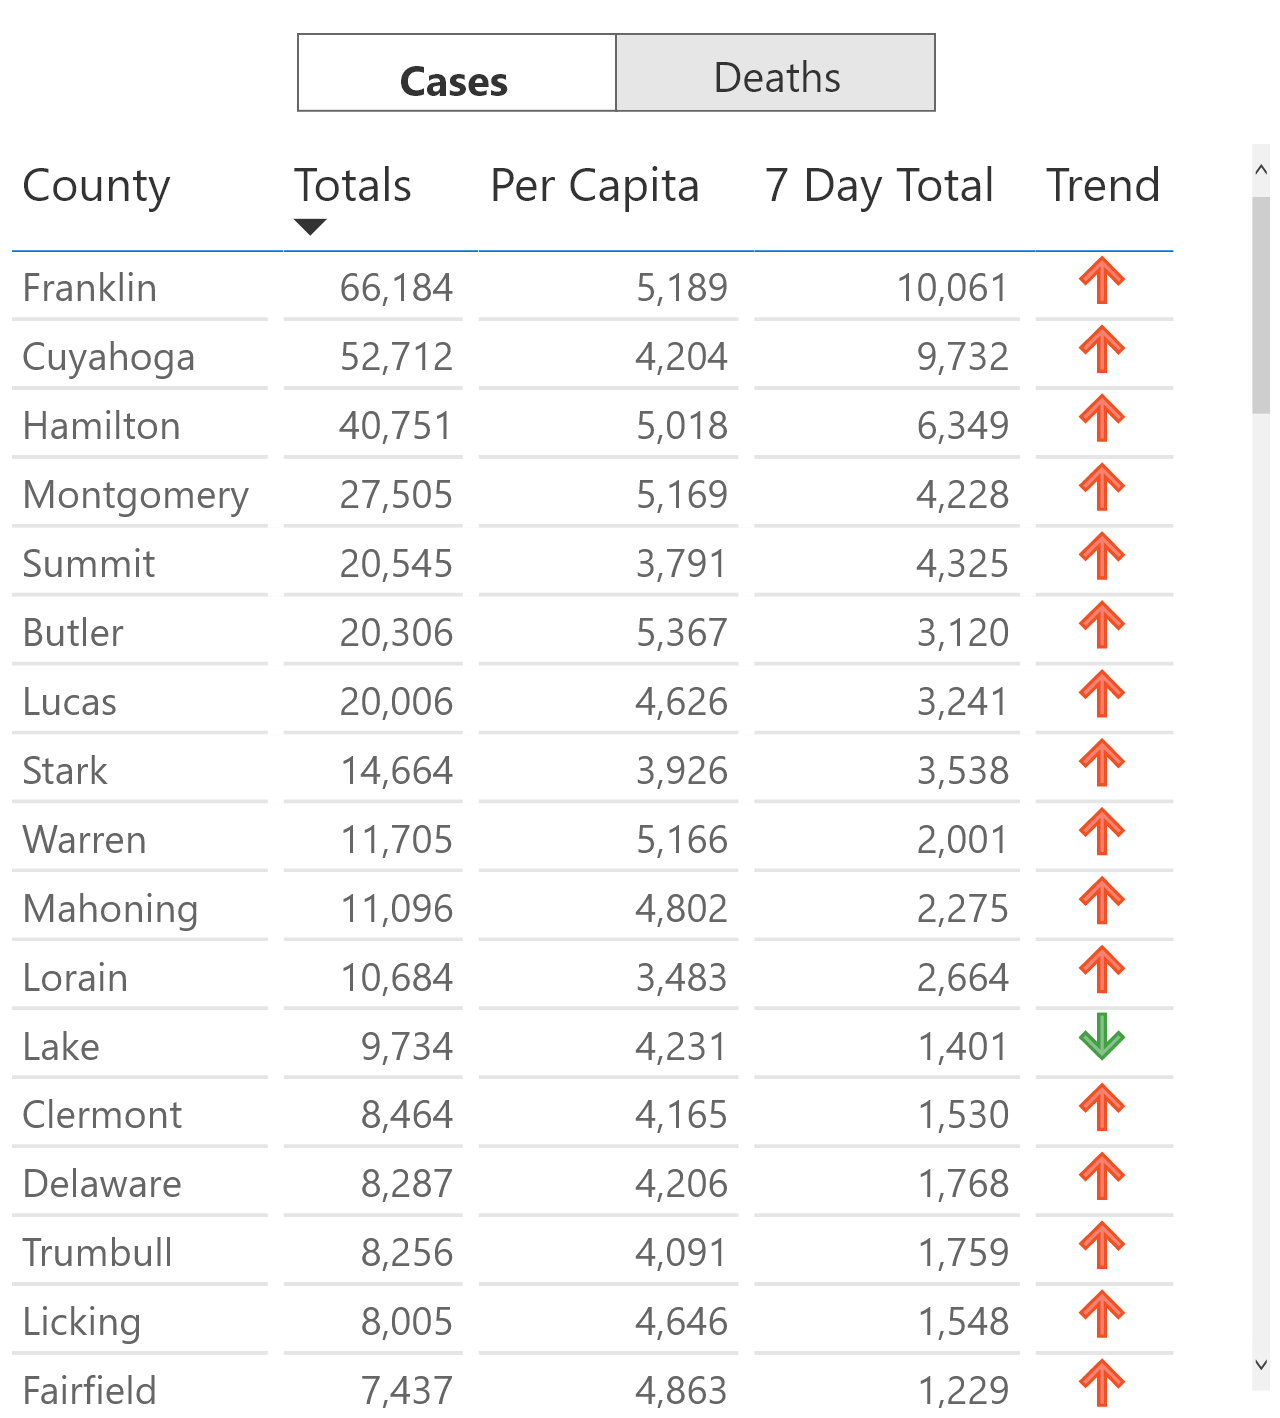 Cases Deaths
County Totals Per Capita 7 Day Total Trend
Franklin 66,184 5,189 10,061
Cuyahoga 52,712 4,204 9,732
Hamilton 40,751 5,018 6,349
Montgomery 27,505 5,169 4,228
Summit 20,545 3,791 4,325
Butler 20,306 5,367 3,120
Lucas 20,006 4,626 3,241
Stark 14,664 3,926 3,538
Warren 11,705 5,166 2,001
Mahoning 11,096 4,802 2,275
Lorain 10,684 3,483 2,664
Lake 9,734 4,231 1,401
Clermont 8,464 4,165 1,530
Delaware 8,287 4,206 1,768
Trumbull 8,256 4,091 1,759
Licking 8,005 4,646 1,548
Fairfield 7,437 4,863 1,229